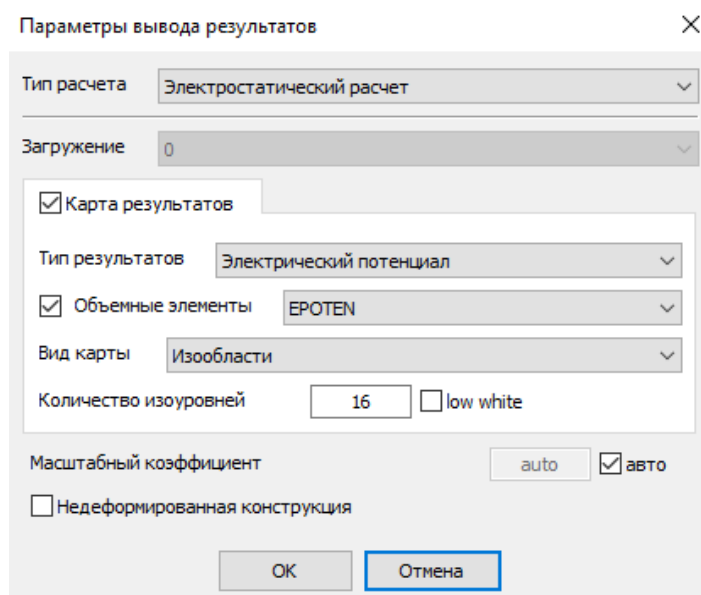 Параметры вывода результатов
Тип расчета Электростатический расчет
Загружение 0
Карта результатов
Тип результатов Электрический потенциал
Объемные элементы EPOTEN
Вид карты Изообласти
Количество изоуровней 16 low white
Масштабный коэффициент auto авто
Недеформированная конструкция
ОК Отмена